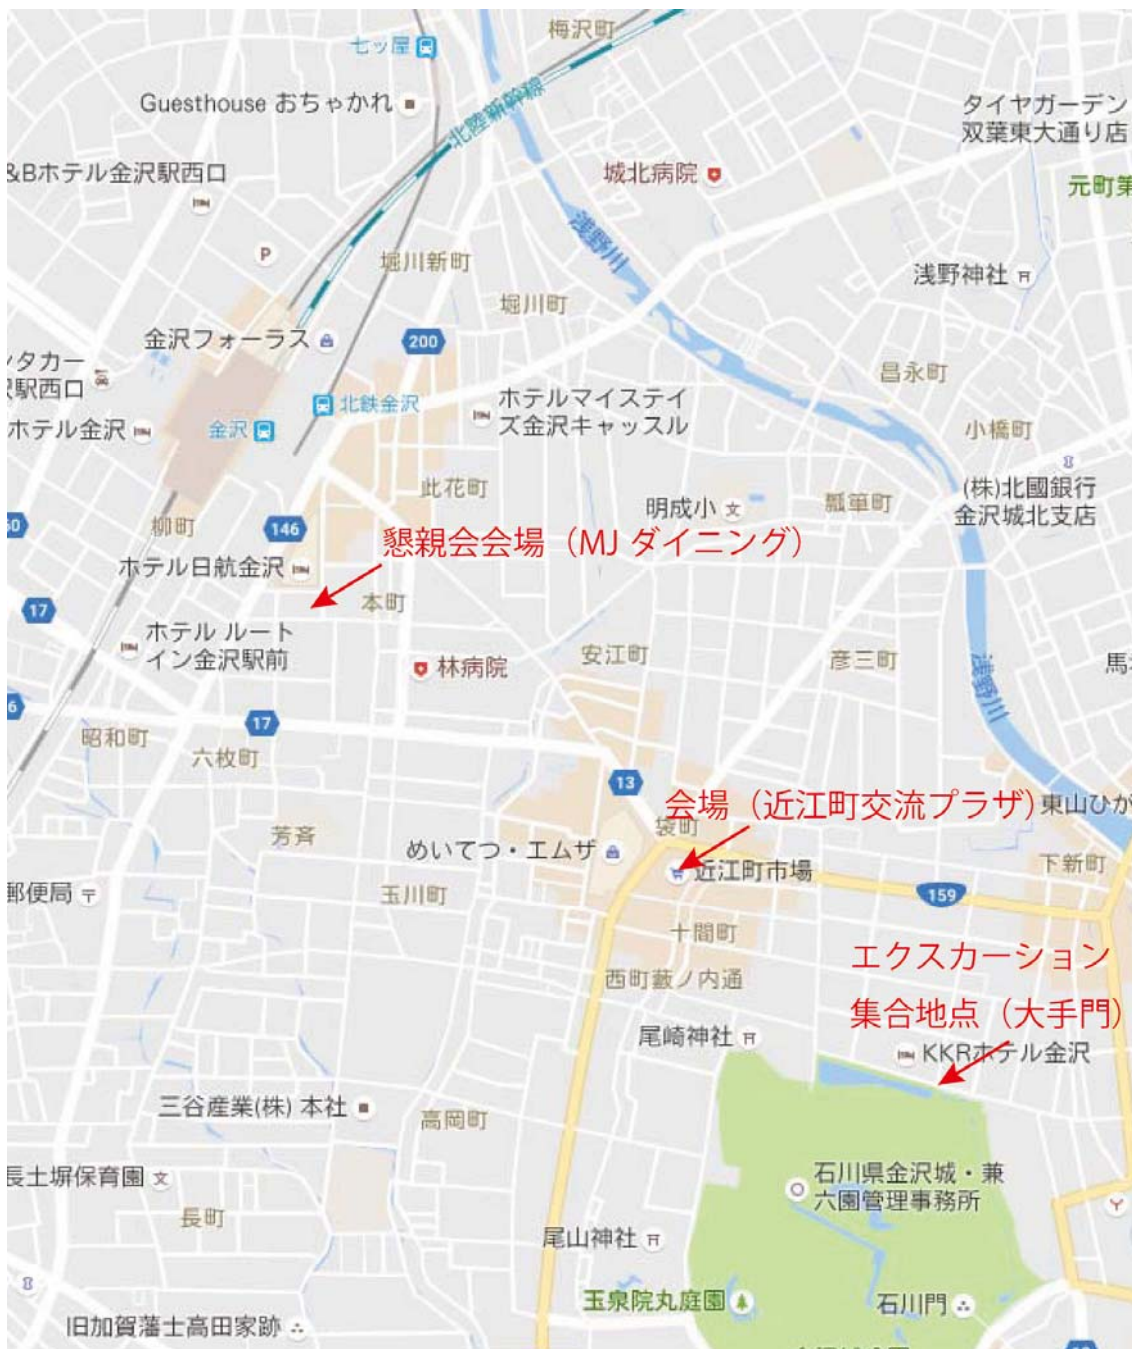 梅沢町
七ッ屋
Guesthouse おちゃかれ
北陸新幹線
タイヤガーデン
双葉東大通り店
&Bホテル金沢駅西口
城北病院
元町第
P
浅野川
堀川新町
浅野神社
堀川町
金沢フォーラス
200
ンタカー
駅西口
昌永町
北鉄金沢
ホテルマイステイ
ズ金沢キャッスル
ホテル金沢
金沢
小橋町
此花町
明成小
文
瓢箪町
(株)北國銀行
金沢城北支店
60
柳町
146
懇親会会場（MJ ダイニング）
ホテル日航金沢
17
本町
ホテル ルート
イン金沢駅前
林病院
安江町
彦三町
浅野川
馬
6
17
昭和町
六枚町
13
会場（近江町交流プラザ）
東山ひが
袋町
芳斉
めいてつ・エムザ
近江町市場
下新町
郵便局
玉川町
159
十間町
エクスカーション
西町藪ノ内通
集合地点（大手門）
尾崎神社
KKRホテル金沢
三谷産業(株) 本社
高岡町
長土塀保育園
文
石川県金沢城・兼
六園管理事務所
長町
尾山神社
玉泉院丸庭園
石川門
旧加賀藩士高田家跡